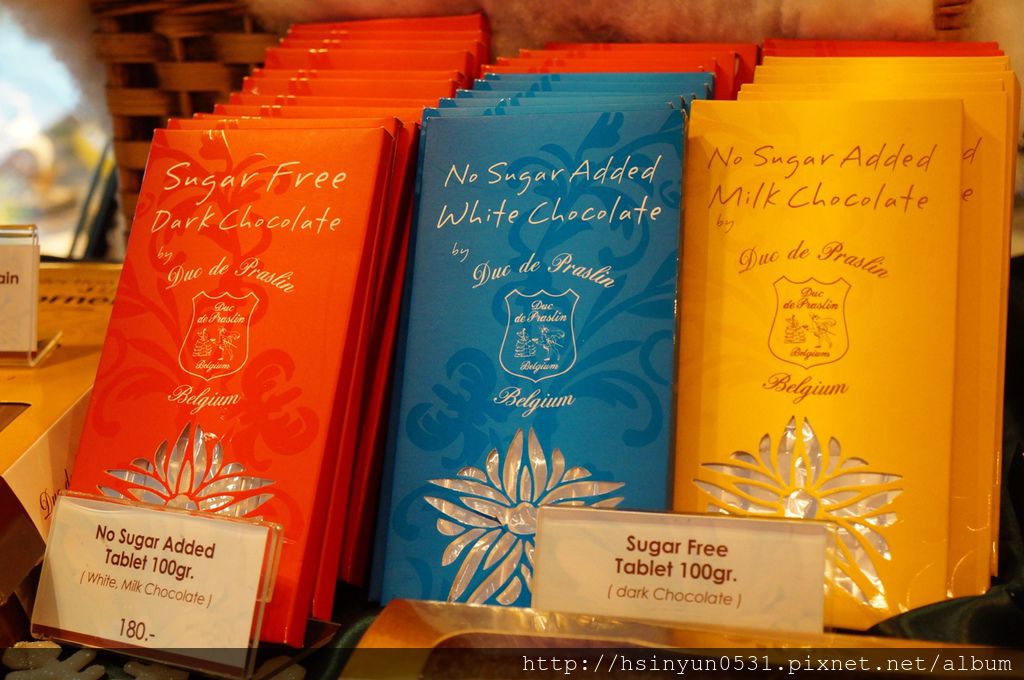 Sugar Free
Dark Chocolate
by
Duc de Praslin
Duc
de Praslin
Belgium
Belgium
No Sugar Added
White Chocolate
by
Duc de Praslin
Duc
de Praslin
Belgium
Belgium
No Sugar Added
Milk Chocolate
by
Duc de Praslin
Duc
de Praslin
Belgium
Belgium
d
e
ain
Duc de
No Sugar Added
Tablet 100gr.
( White, Milk Chocolate )
180.-
Sugar Free
Tablet 100gr.
( dark Chocolate )
http://hsinyun0531.pixnet.net/album